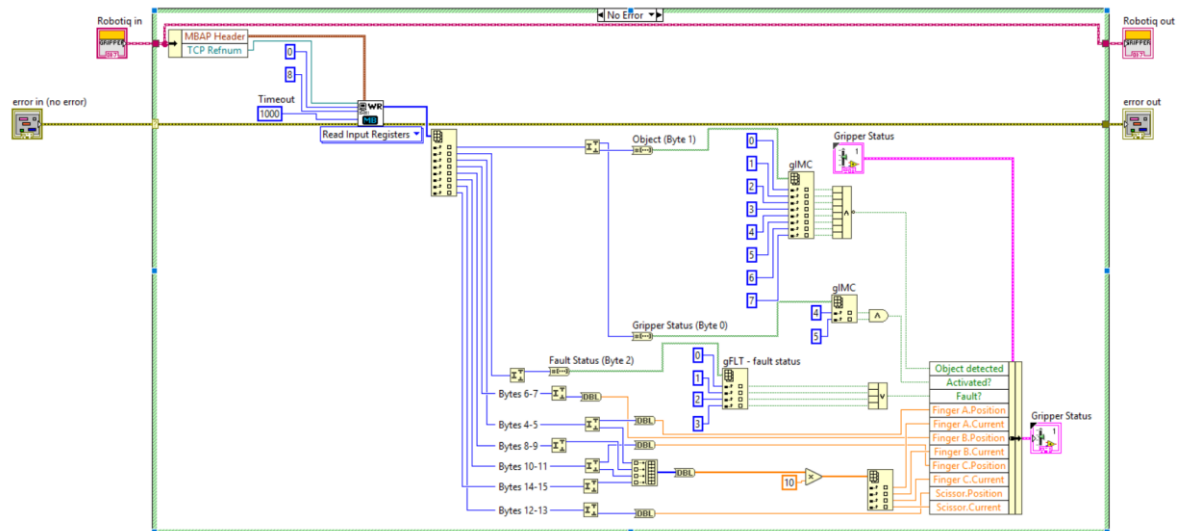 No Error
Robotiq in
Robotiq out
MBAP Header
TCP Refnum
0
8
Timeout
1000
WR
MB
error in (no error)
error out
Read Input Registers
Object (Byte 1)
Gripper Status
gIMC
0
1
2
3
4
5
6
7
gIMC
4
5
Gripper Status (Byte 0)
Fault Status (Byte 2)
gFLT - fault status
0
1
2
3
Bytes 6-7
DBL
Bytes 4-5
DBL
Bytes 8-9
DBL
Bytes 10-11
DBL
10
Bytes 14-15
Bytes 12-13
DBL
Object detected
Activated?
Fault?
Finger A.Position
Finger A.Current
Finger B.Position
Finger B.Current
Finger C.Position
Finger C.Current
Scissor.Position
Scissor.Current
Gripper Status